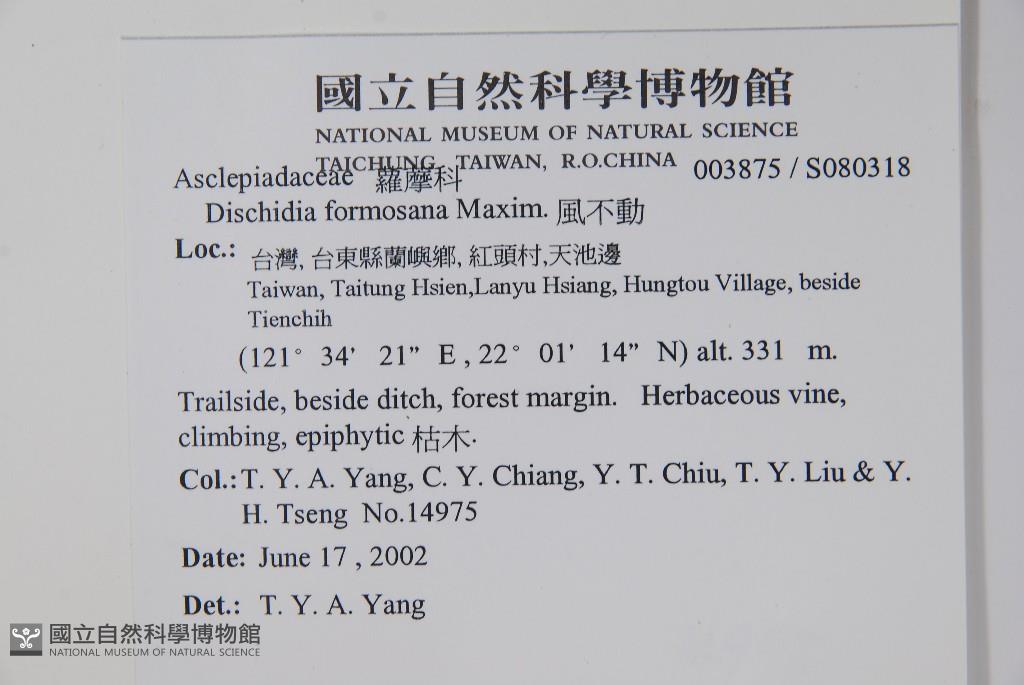 國立自然科學博物館
NATIONAL MUSEUM OF NATURAL SCIENCE
TAICHUNG, TAIWAN, R.O.CHINA
Asclepiadaceae 蘿藦科 003875 / S080318
Dischidia formosana Maxim. 風不動
Loc.: 台灣, 台東縣蘭嶼鄉, 紅頭村,天池邊
Taiwan, Taitung Hsien,Lanyu Hsiang, Hungtou Village, beside
Tienchih
(121° 34’ 21” E , 22° 01’ 14” N) alt. 331 m.
Trailside, beside ditch, forest margin. Herbaceous vine,
climbing, epiphytic 枯木.
Col.: T. Y. A. Yang, C. Y. Chiang, Y. T. Chiu, T. Y. Liu & Y.
H. Tseng No.14975
Date: June 17 , 2002
Det.: T. Y. A. Yang
國立自然科學博物館
NATIONAL MUSEUM OF NATURAL SCIENCE